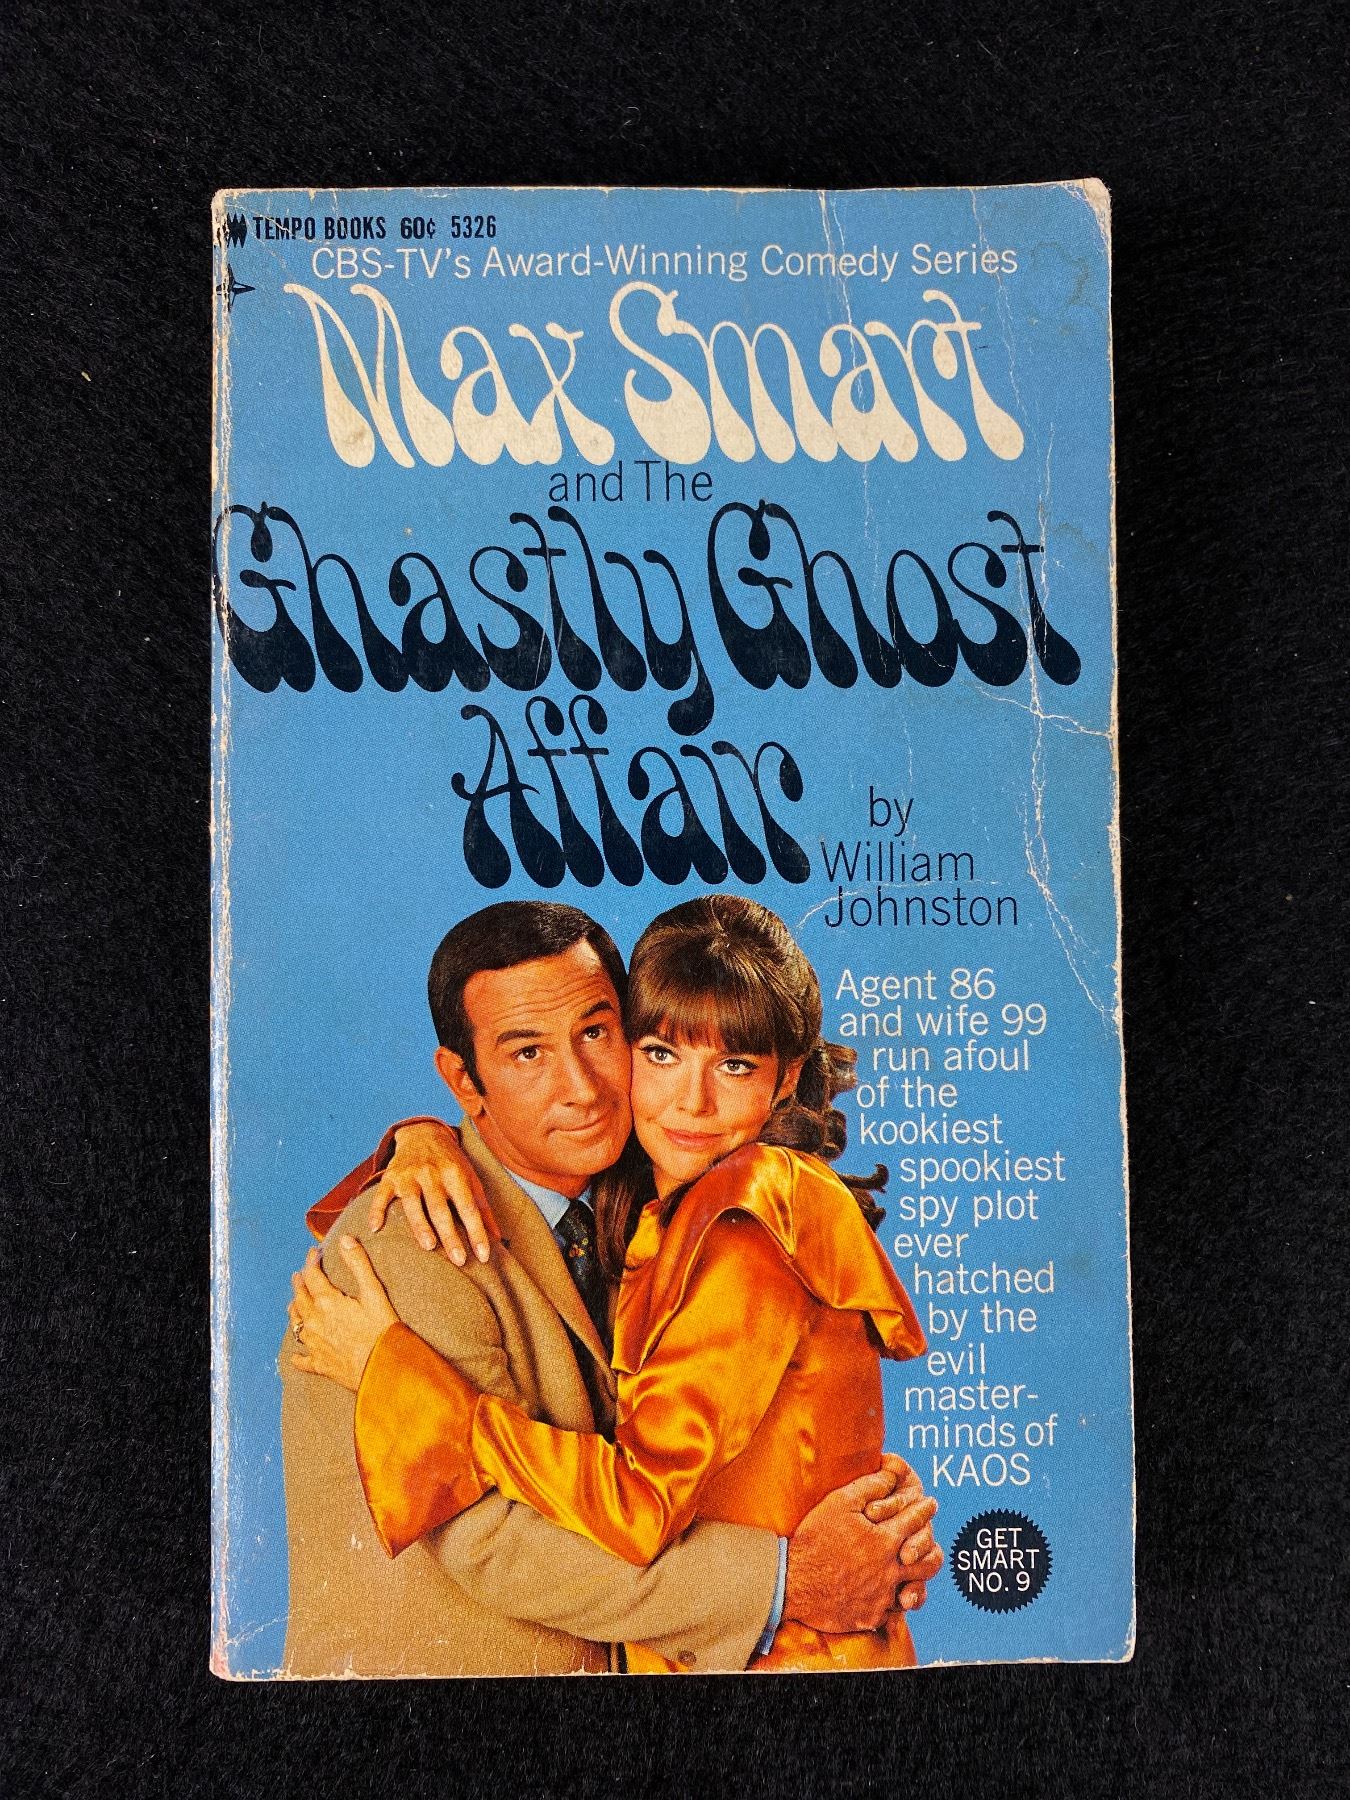 TEMPO BOOKS 60¢ 5326
CBS-TV's Award-Winning Comedy Series
Max Smart
and The
Ghastly Ghost
Affair
by
William
Johnston
Agent 86
and wife 99
run afoul
of the
kookiest
spookiest
spy plot
ever
hatched
by the
evil
master-
minds of
KAOS
GET
SMART
NO. 9